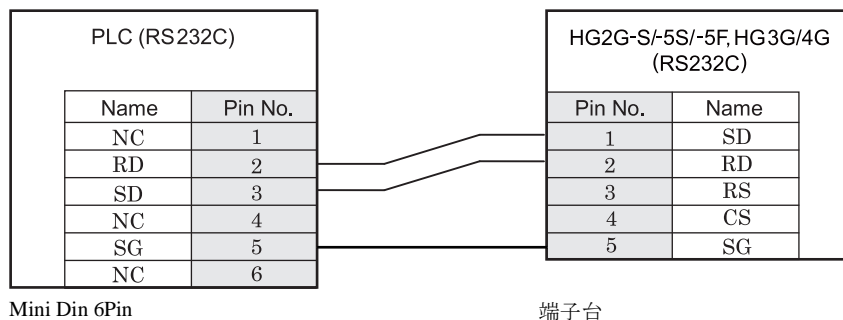 PLC (RS232C)
Name Pin No.
NC 1
RD 2
SD 3
NC 4
SG 5
NC 6
Mini Din 6Pin
HG2G-S/-5S/-5F, HG3G/4G
(RS232C)
Pin No. Name
1 SD
2 RD
3 RS
4 CS
5 SG
端子台